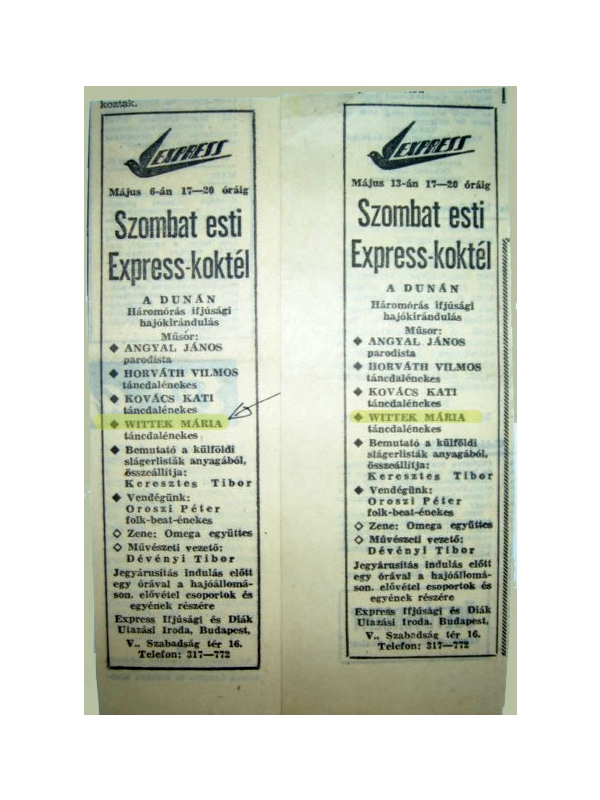 koztak.
EXPRESS
Május 6-án 17—20 óráig
Szombat esti
Express-koktél
A DUNÁN
Háromórás ifjúsági
hajókirándulás
Műsor:
◆ ANGYAL JÁNOS
parodista
◆ HORVÁTH VILMOS
táncdalénekes
◆ KOVÁCS KATI
táncdalénekes
◆ WITTEK MÁRIA
táncdalénekes
◆ Bemutató a külföldi
slágerlisták anyagából,
összeállítja:
Keresztes Tibor
◆ Vendégünk:
Oroszi Péter
folk-beat-énekes
◇ Zene: Omega együttes
◇ Művészeti vezető:
Dévényi Tibor
Jegyárusítás indulás előtt
egy órával a hajóállomá-
son, elővétel csoportok és
egyének részére
Express Ifjúsági és Diák
Utazási Iroda, Budapest,
V., Szabadság tér 16.
Telefon: 317—772
EXPRESS
Május 13-án 17—20 óráig
Szombat esti
Express-koktél
A DUNÁN
Háromórás ifjúsági
hajókirándulás
Műsor:
◆ ANGYAL JÁNOS
parodista
◆ HORVÁTH VILMOS
táncdalénekes
◆ KOVÁCS KATI
táncdalénekes
◆ WITTEK MÁRIA
táncdalénekes
◆ Bemutató a külföldi
slágerlisták anyagából,
összeállítja:
Keresztes Tibor
◆ Vendégünk:
Oroszi Péter
folk-beat-énekes
◇ Zene: Omega együttes
◇ Művészeti vezető:
Dévényi Tibor
Jegyárusítás indulás előtt
egy órával a hajóállomá-
son. elővétel csoportok és
egyének részére
Express Ifjúsági és Diák
Utazási Iroda. Budapest,
V., Szabadság tér 16.
Telefon: 317—772